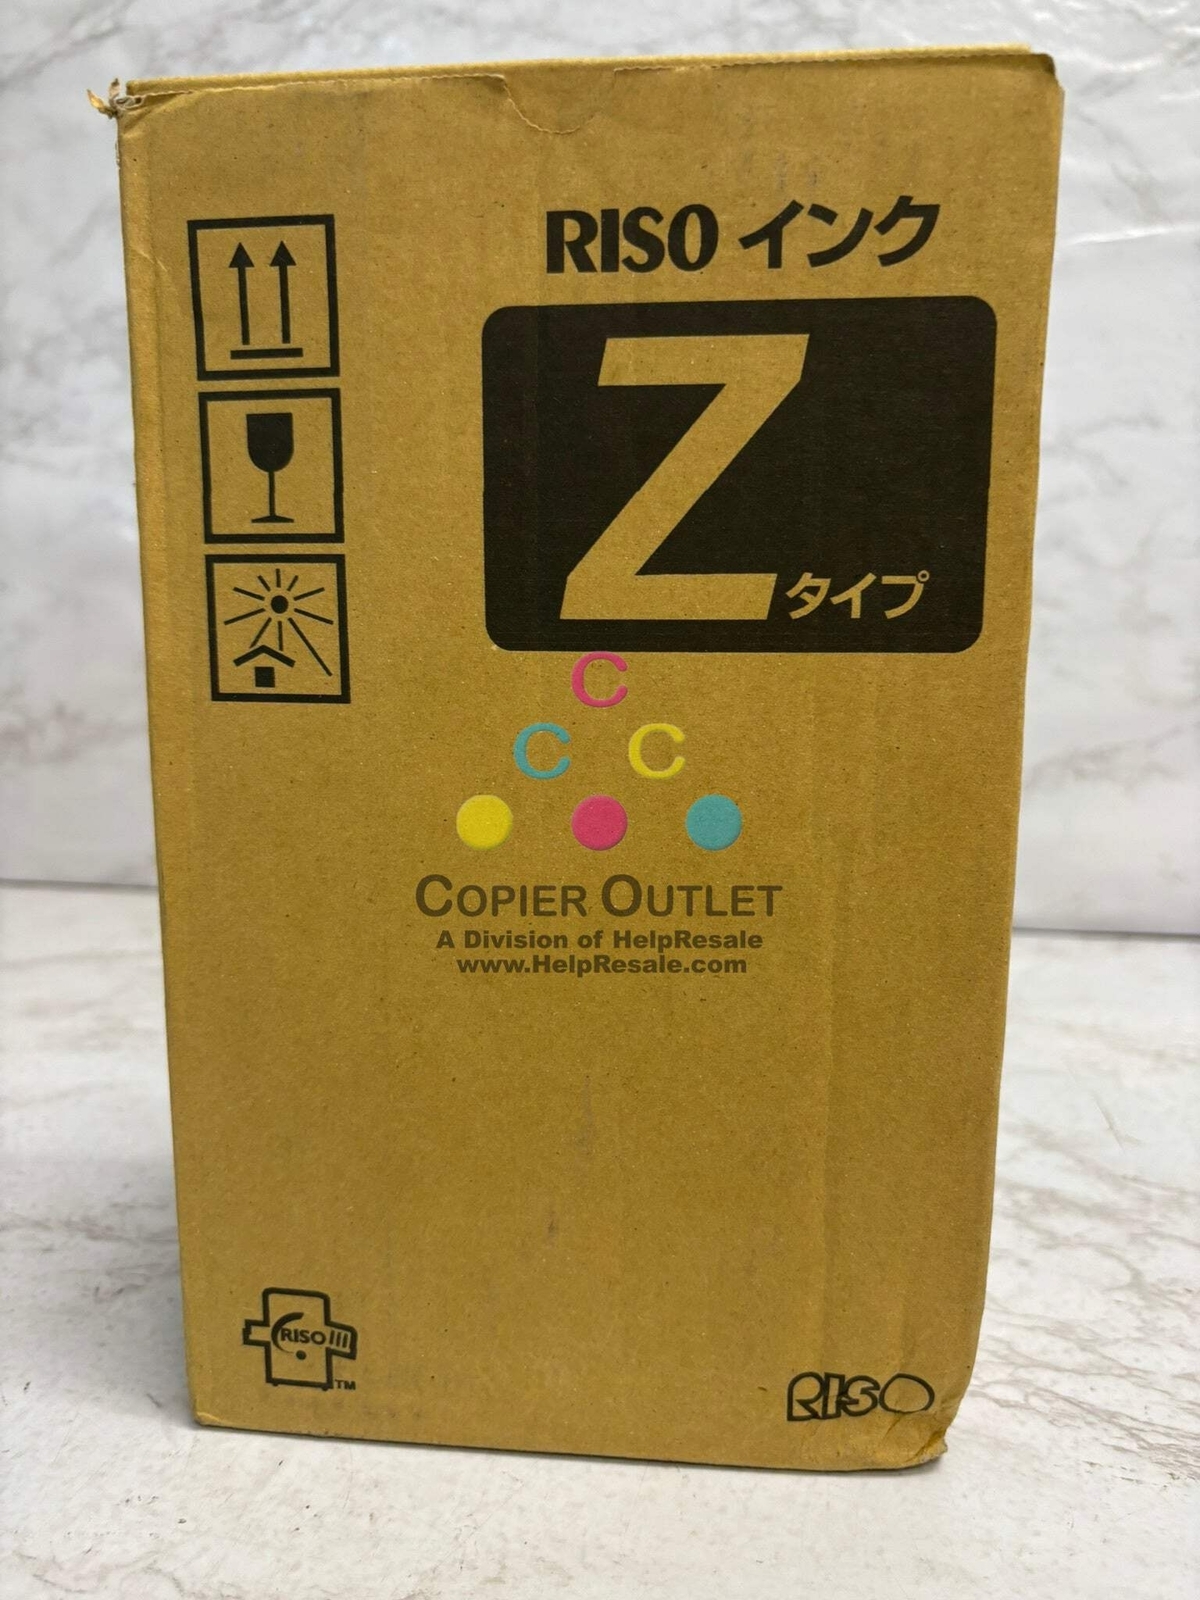 RISO インク
Z タイプ
C
C C
COPIER OUTLET
A Division of HelpResale
www.HelpResale.com
RISO
TM
RISO